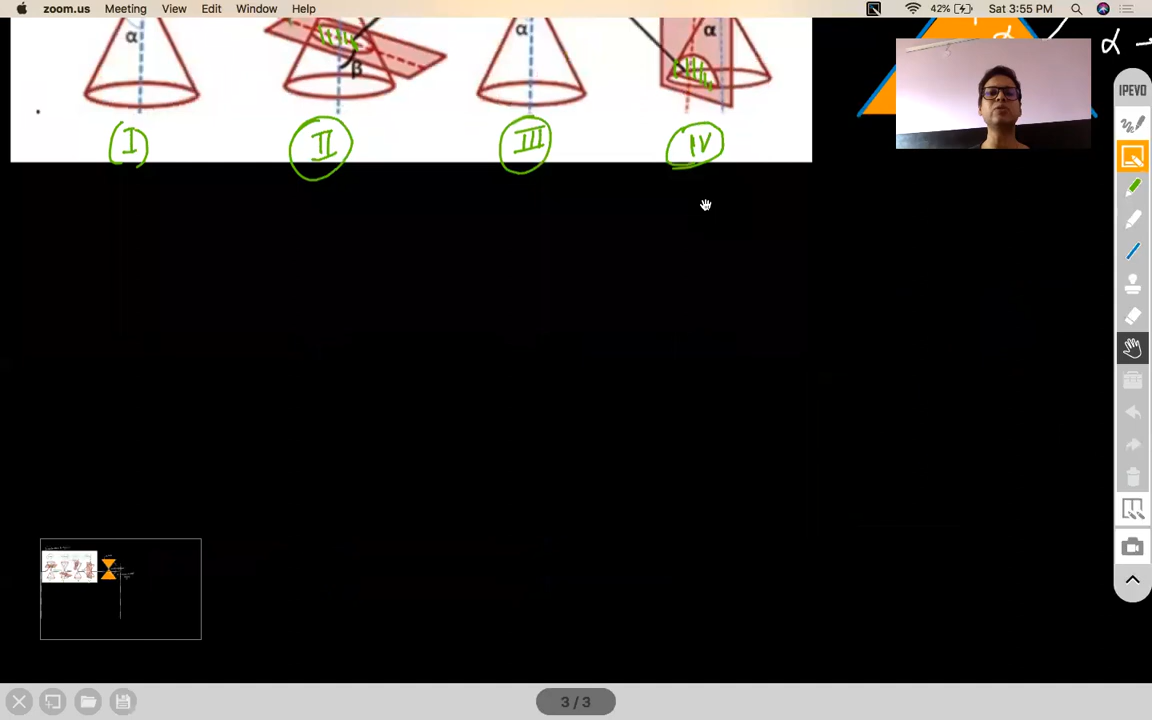 zoom.us Meeting View Edit Window Help 42% Sat 3:55 PM
α β α α α
IPEVO
I II III IV
3 / 3